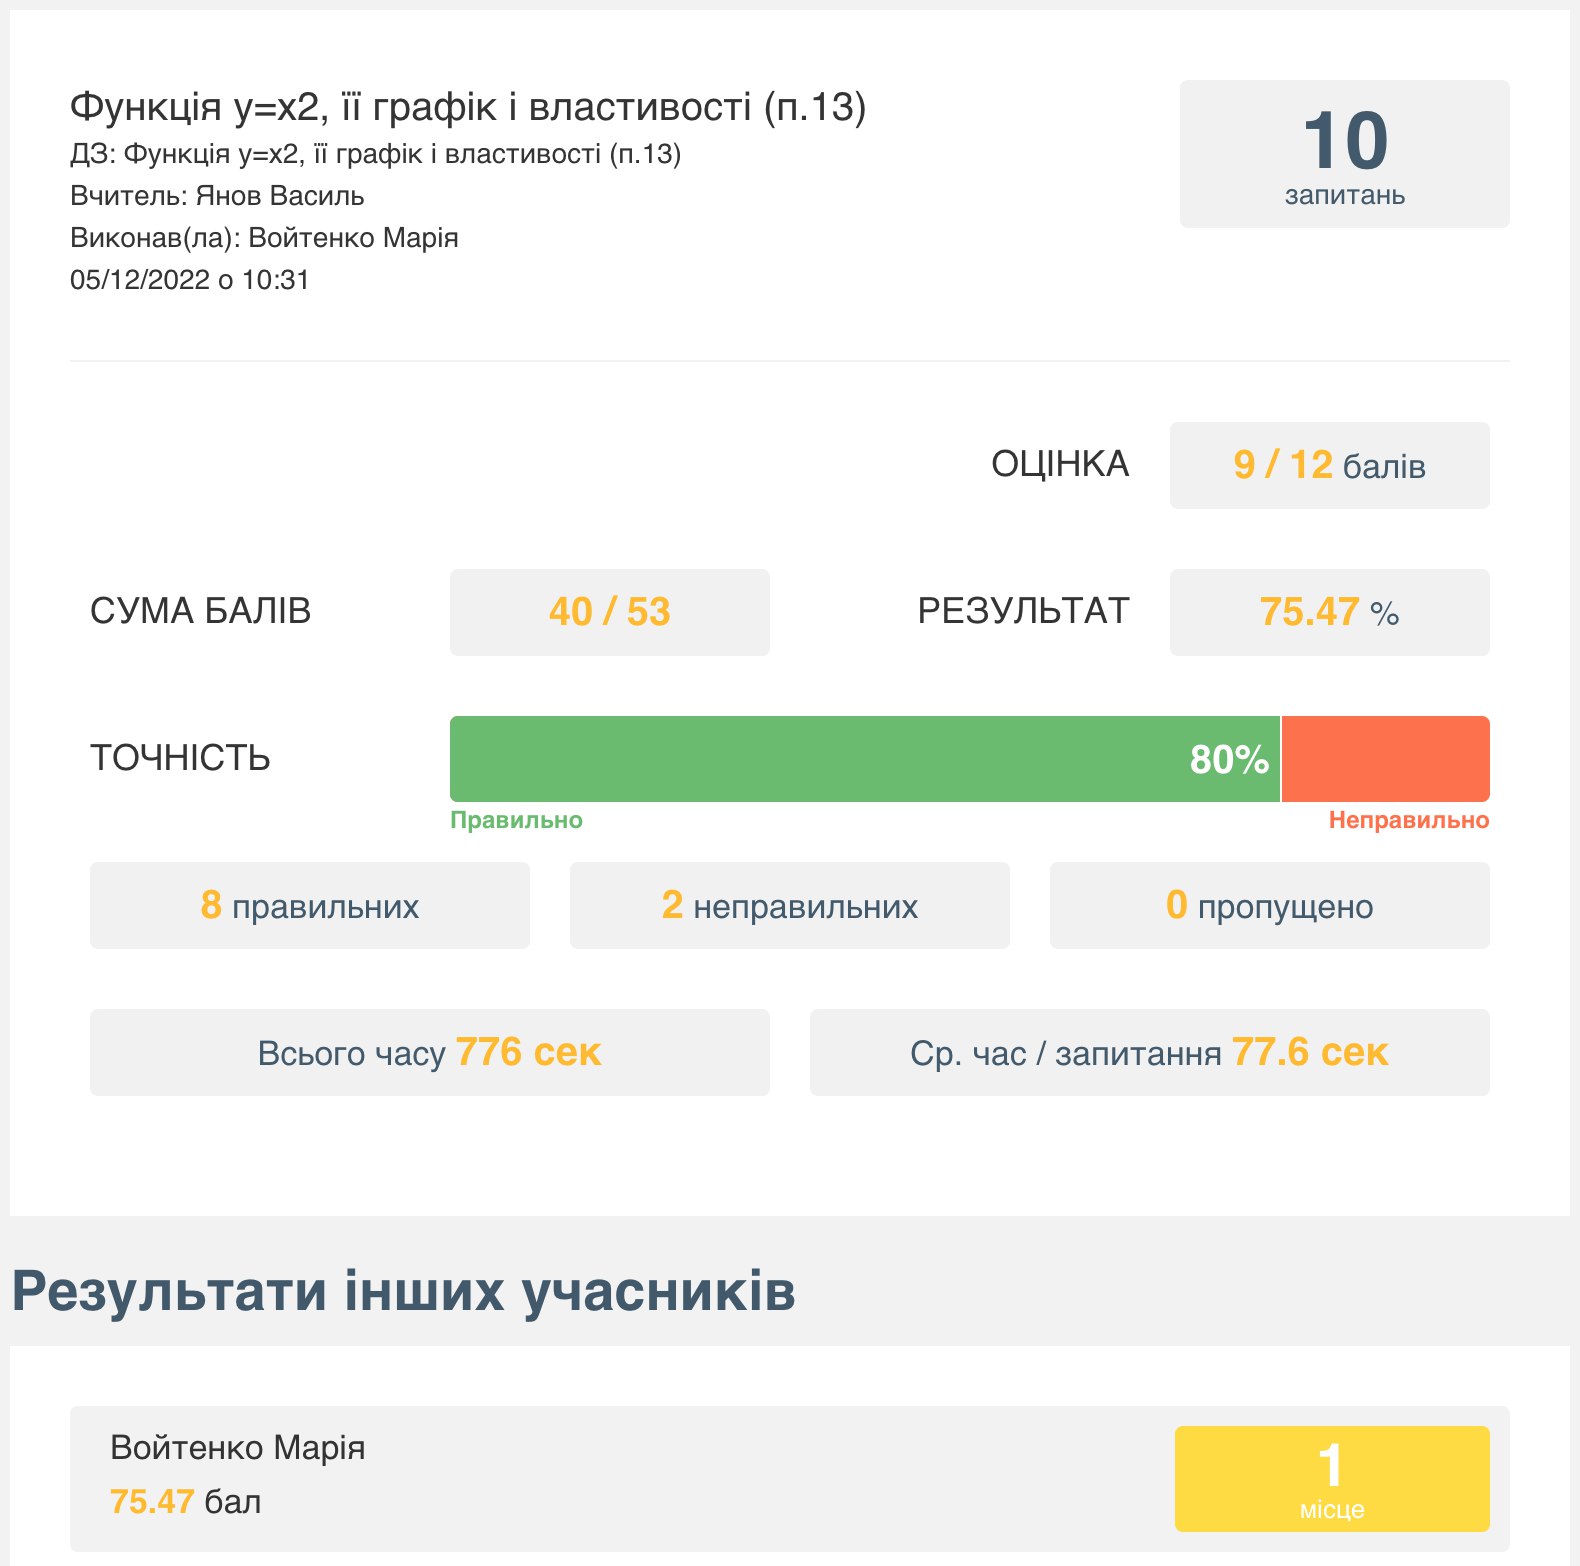 Функція y=x2, її графік і властивості (п.13)
ДЗ: Функція y=x2, її графік і властивості (п.13)
Вчитель: Янов Василь
Виконав(ла): Войтенко Марія
05/12/2022 о 10:31
10
запитань
ОЦІНКА 9 / 12 балів
СУМА БАЛІВ 40 / 53 РЕЗУЛЬТАТ 75.47 %
ТОЧНІСТЬ 80%
Правильно Неправильно
8 правильних 2 неправильних 0 пропущено
Всього часу 776 сек Ср. час / запитання 77.6 сек
Результати інших учасників
Войтенко Марія
75.47 бал
1
місце